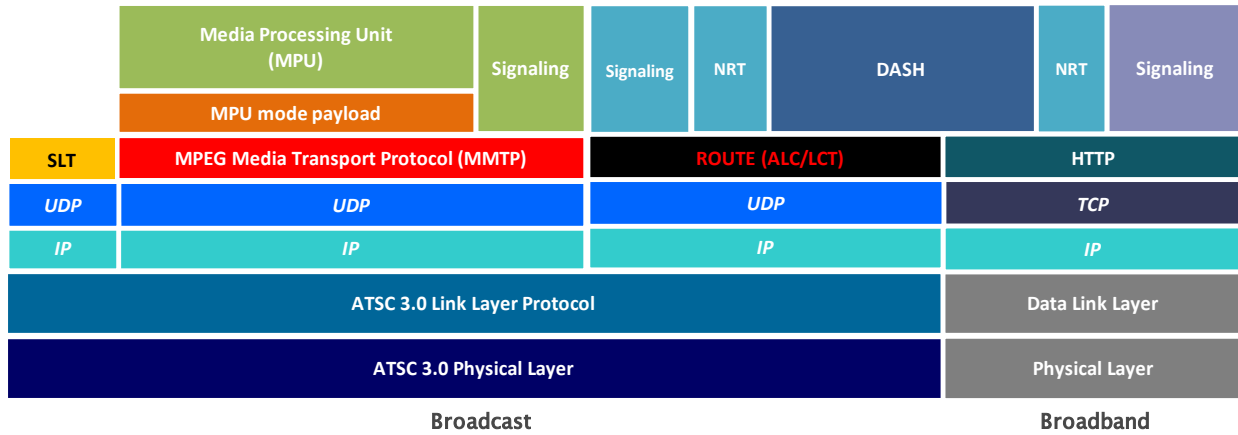 Media Processing Unit
(MPU)
Signaling
Signaling
NRT
DASH
NRT
Signaling
MPU mode payload
SLT
MPEG Media Transport Protocol (MMTP)
ROUTE (ALC/LCT)
HTTP
UDP
UDP
UDP
TCP
IP
IP
IP
IP
ATSC 3.0 Link Layer Protocol
Data Link Layer
ATSC 3.0 Physical Layer
Physical Layer
Broadcast
Broadband